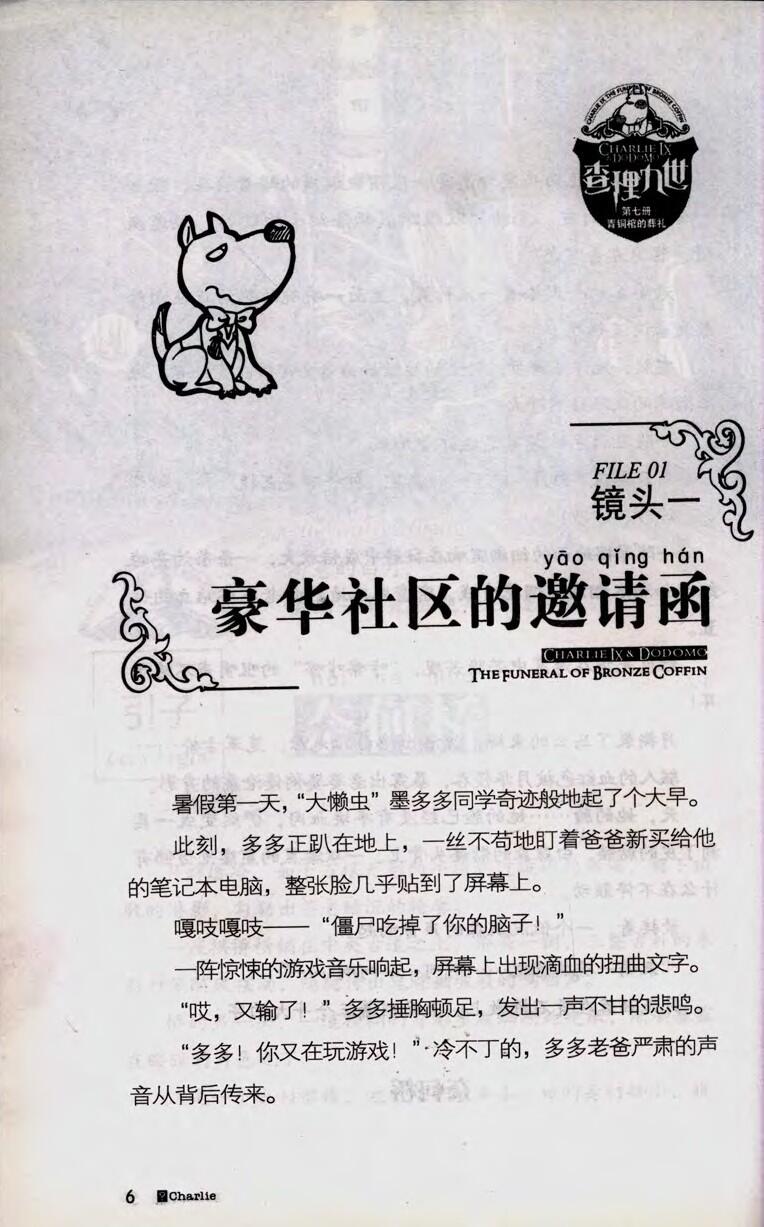 CHARLIE IX THE FUNERAL OF BRONZE COFFIN
CHARLIE IX
& DODOMO
查理九世
第七册
青铜棺的葬礼
FILE 01
镜头一
yāo qǐng hán
豪华社区的邀请函
CHARLIE IX & DODOMO
THE FUNERAL OF BRONZE COFFIN
暑假第一天，“大懒虫”墨多多同学奇迹般地起了个大早。
此刻，多多正趴在地上，一丝不苟地盯着爸爸新买给他
的笔记本电脑，整张脸几乎贴到了屏幕上。
嘎吱嘎吱——“僵尸吃掉了你的脑子！”
一阵惊悚的游戏音乐响起，屏幕上出现滴血的扭曲文字。
“哎，又输了！”多多捶胸顿足，发出一声不甘的悲鸣。
“多多！你又在玩游戏！”冷不丁的，多多老爸严肃的声
音从背后传来。
6 Charlie